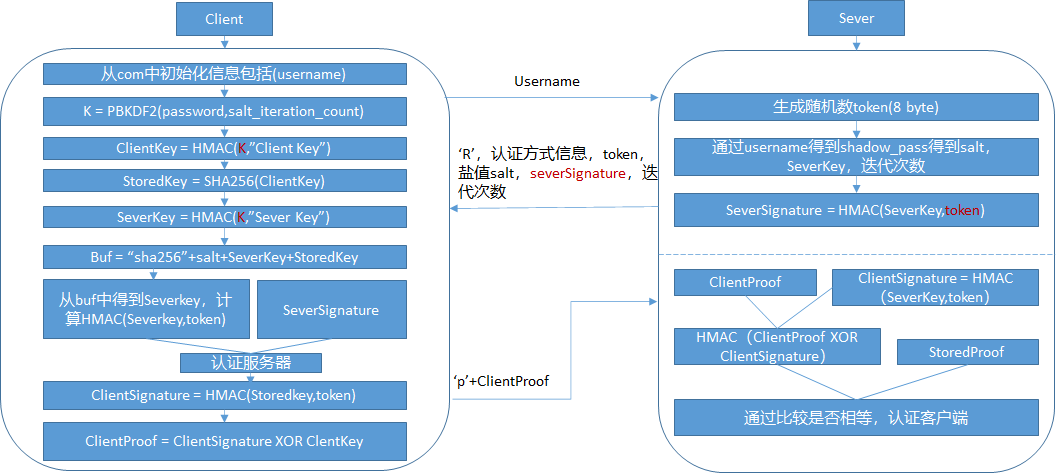 Client
从com中初始化信息包括(username)
K = PBKDF2(password,salt_iteration_count)
ClientKey = HMAC(K,”Client Key”)
StoredKey = SHA256(ClientKey)
SeverKey = HMAC(K,”Sever Key”)
Buf = “sha256”+salt+SeverKey+StoredKey
从buf中得到Severkey，计
算HMAC(Severkey,token)
SeverSignature
认证服务器
ClientSignature = HMAC(Storedkey,token)
ClientProof = ClientSignature XOR ClentKey
Username
‘R’，认证方式信息，token，
盐值salt，severSignature，迭
代次数
‘p’+ClientProof
Sever
生成随机数token(8 byte)
通过username得到shadow_pass得到salt，
SeverKey，迭代次数
SeverSignature = HMAC(SeverKey,token)
ClientProof
ClientSignature = HMAC
（SeverKey,token）
HMAC（ClientProof XOR
ClientSignature）
StoredProof
通过比较是否相等，认证客户端